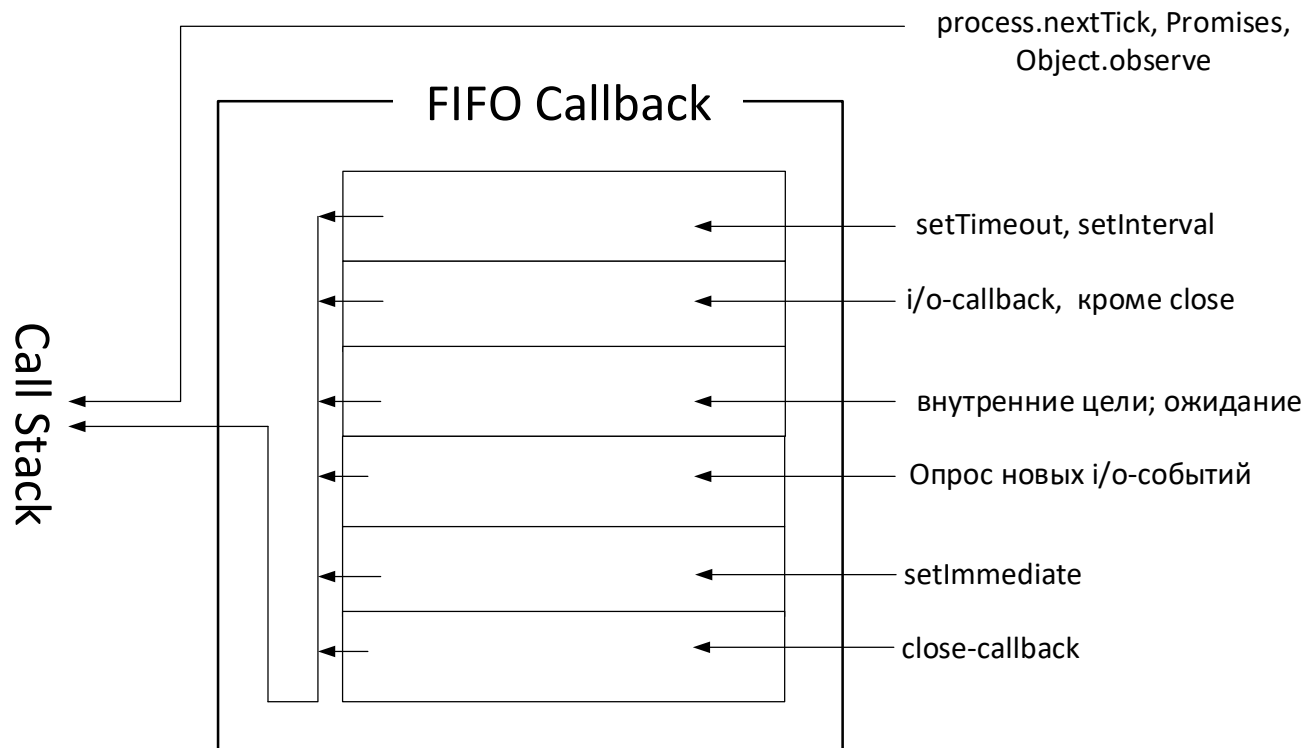 process.nextTick, Promises,
Object.observe
FIFO Callback
setTimeout, setInterval
i/o-callback, кроме close
внутренние цели; ожидание
Опрос новых i/o-событий
setImmediate
close-callback
Call Stack